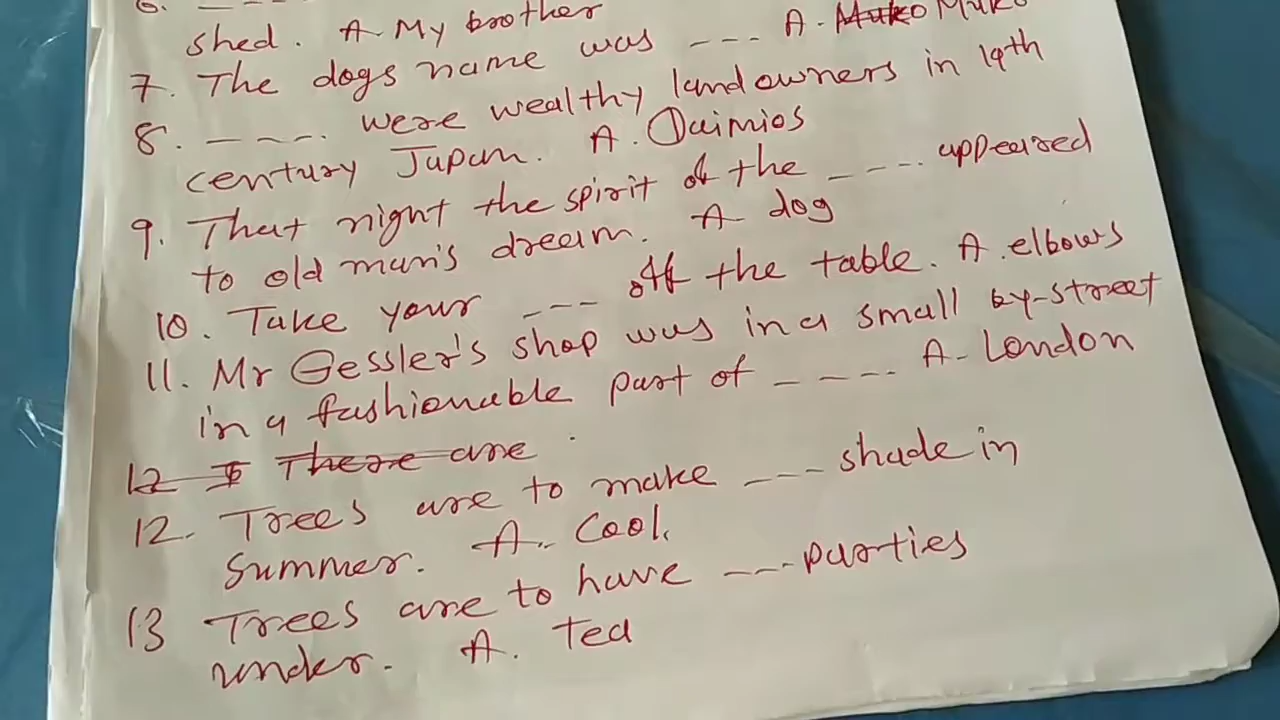 6. ----
shed. A. My brother
7. The dogs name was --- A. Muko Muko
8. ----. were wealthy landowners in 19th
century Japan. A. Daimios
9. That night the spirit of the ---. appeared
to old man's dream. A dog
10. Take your --- off the table. A. elbows
11. Mr Gessler's shop was in a small by-street
in a fashionable part of ----. A- London
12 There are
12. Trees are to make --- shade in
summer. A. Cool.
13 Trees are to have --- parties
under. A. Tea